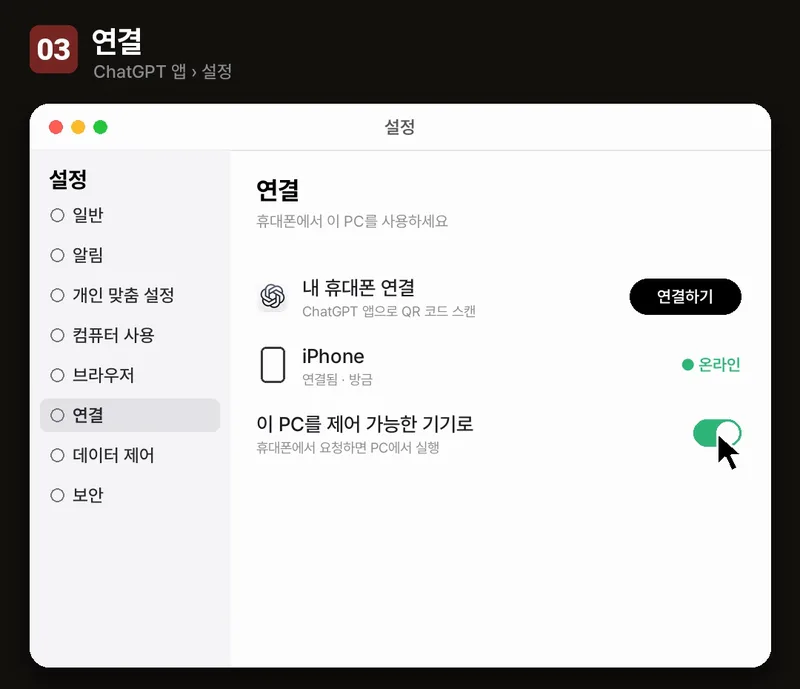 03
연결
ChatGPT 앱 › 설정
설정
설정
일반
알림
개인 맞춤 설정
컴퓨터 사용
브라우저
연결
데이터 제어
보안
연결
휴대폰에서 이 PC를 사용하세요
내 휴대폰 연결
ChatGPT 앱으로 QR 코드 스캔
연결하기
iPhone
연결됨 · 방금
온라인
이 PC를 제어 가능한 기기로
휴대폰에서 요청하면 PC에서 실행